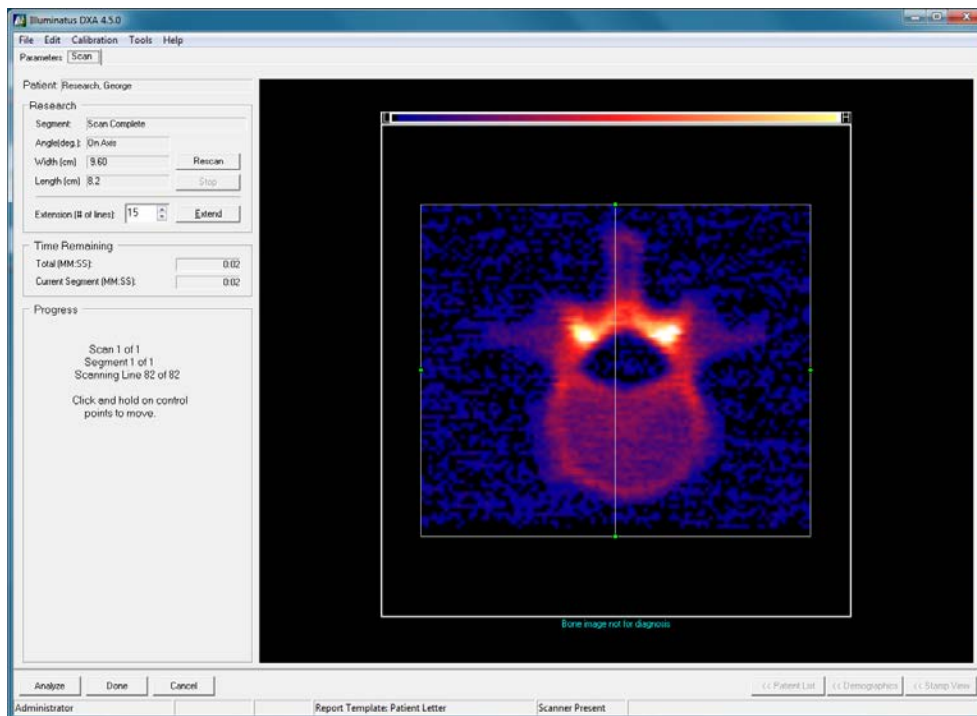 Illuminatus DXA 4.5.0
File Edit Calibration Tools Help
Parameters Scan
Patient: Research, George
Research
Segment: Scan Complete
Angle(deg.): On Axis
Width (cm) 9.60 Rescan
Length (cm) 8.2 Stop
Extension (# of lines): 15 Extend
Time Remaining
Total (MM:SS): 0:02
Current Segment (MM:SS): 0:02
Progress
Scan 1 of 1
Segment 1 of 1
Scanning Line 82 of 82
Click and hold on control
points to move.
L H
Bone image not for diagnosis
Analyze Done Cancel << Patient List << Demographics << Stamp View
Administrator Report Template: Patient Letter Scanner Present